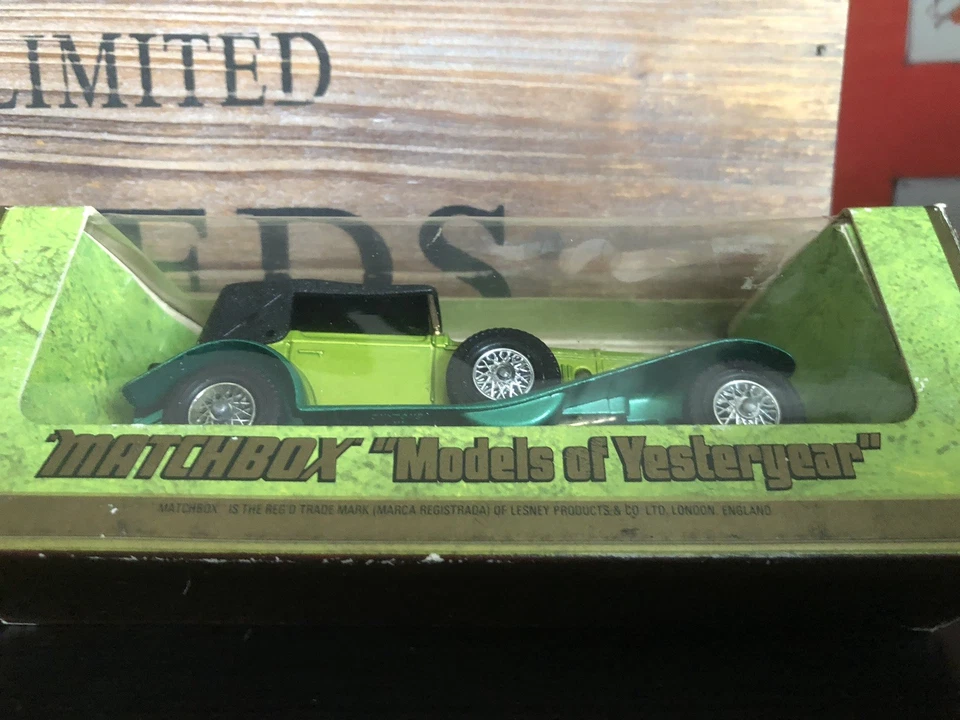 LIMITED
EDS
MATCHBOX "Models of Yesteryear"
MATCHBOX IS THE REG'D TRADE MARK (MARCA REGISTRADA) OF LESNEY PRODUCTS & CO. LTD. LONDON. ENGLAND